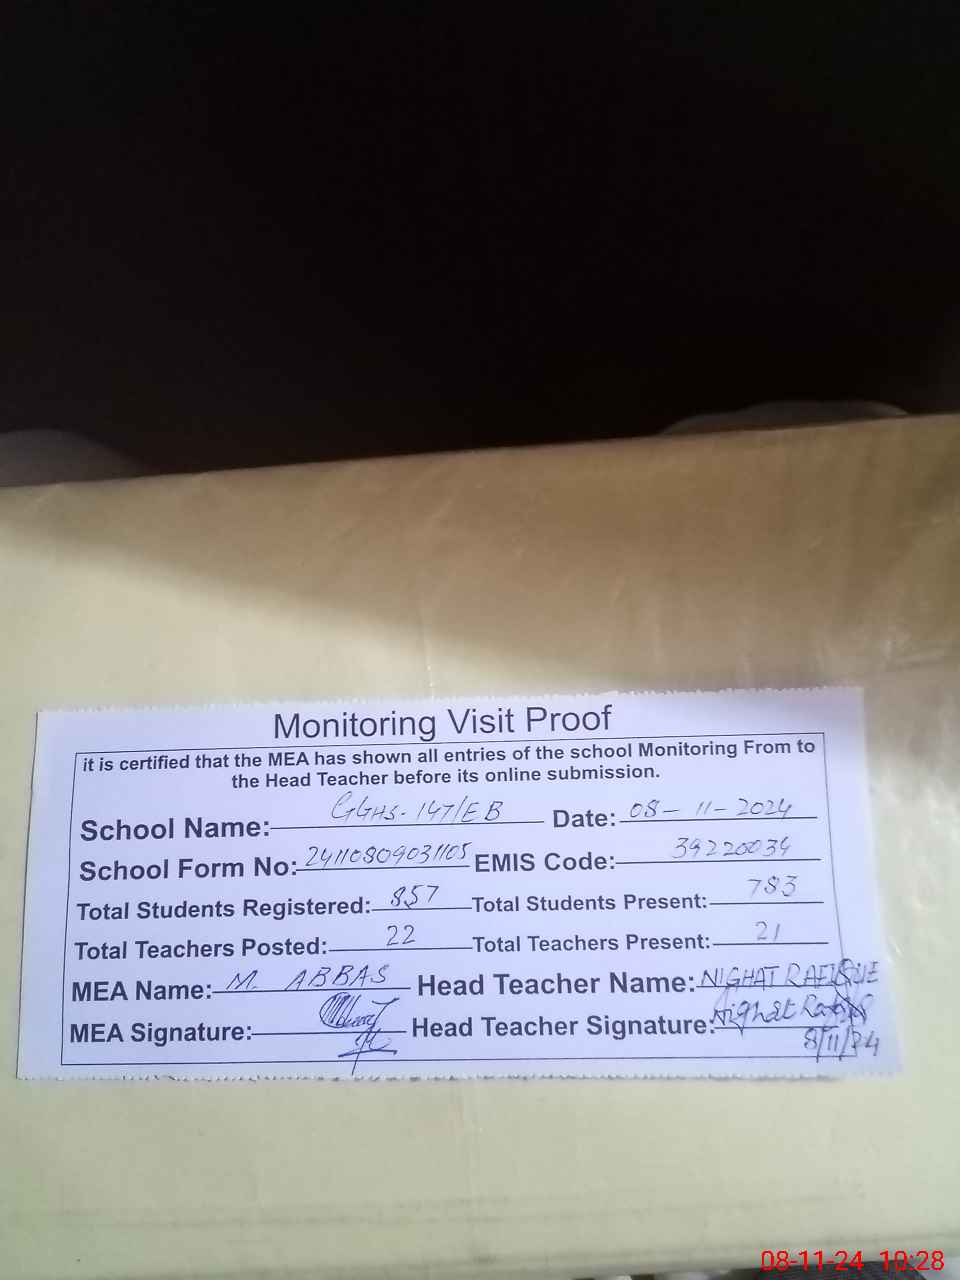 Monitoring Visit Proof
it is certified that the MEA has shown all entries of the school Monitoring From to
the Head Teacher before its online submission.
School Name: GGHS-147/EB Date: 08-11-2024
School Form No: 24110809031105 EMIS Code: 39220034
Total Students Registered: 857 Total Students Present: 783
Total Teachers Posted: 22 Total Teachers Present: 21
MEA Name: M. ABBAS Head Teacher Name: NIGHAT RAFIQUE
MEA Signature: Head Teacher Signature: Nighat
8/11/24
08-11-24 10:28